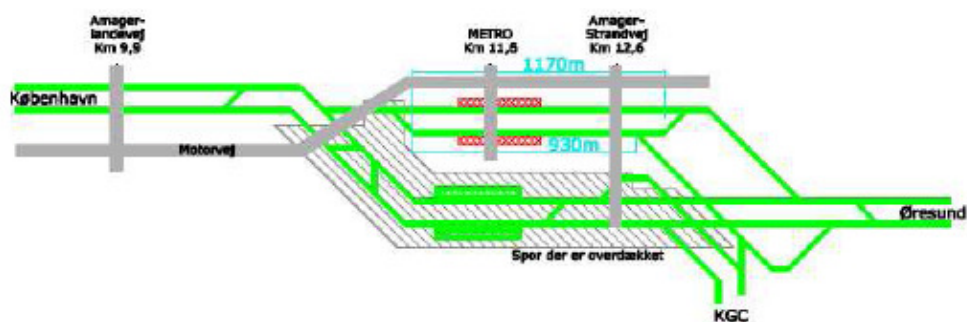 Amager-
landevej
Km 9,9
METRO
Km 11,6
Amager-
Strandvej
Km 12,6
1170m
København
Motorvej
930m
Øresund
Spor der er overdækket
KGC